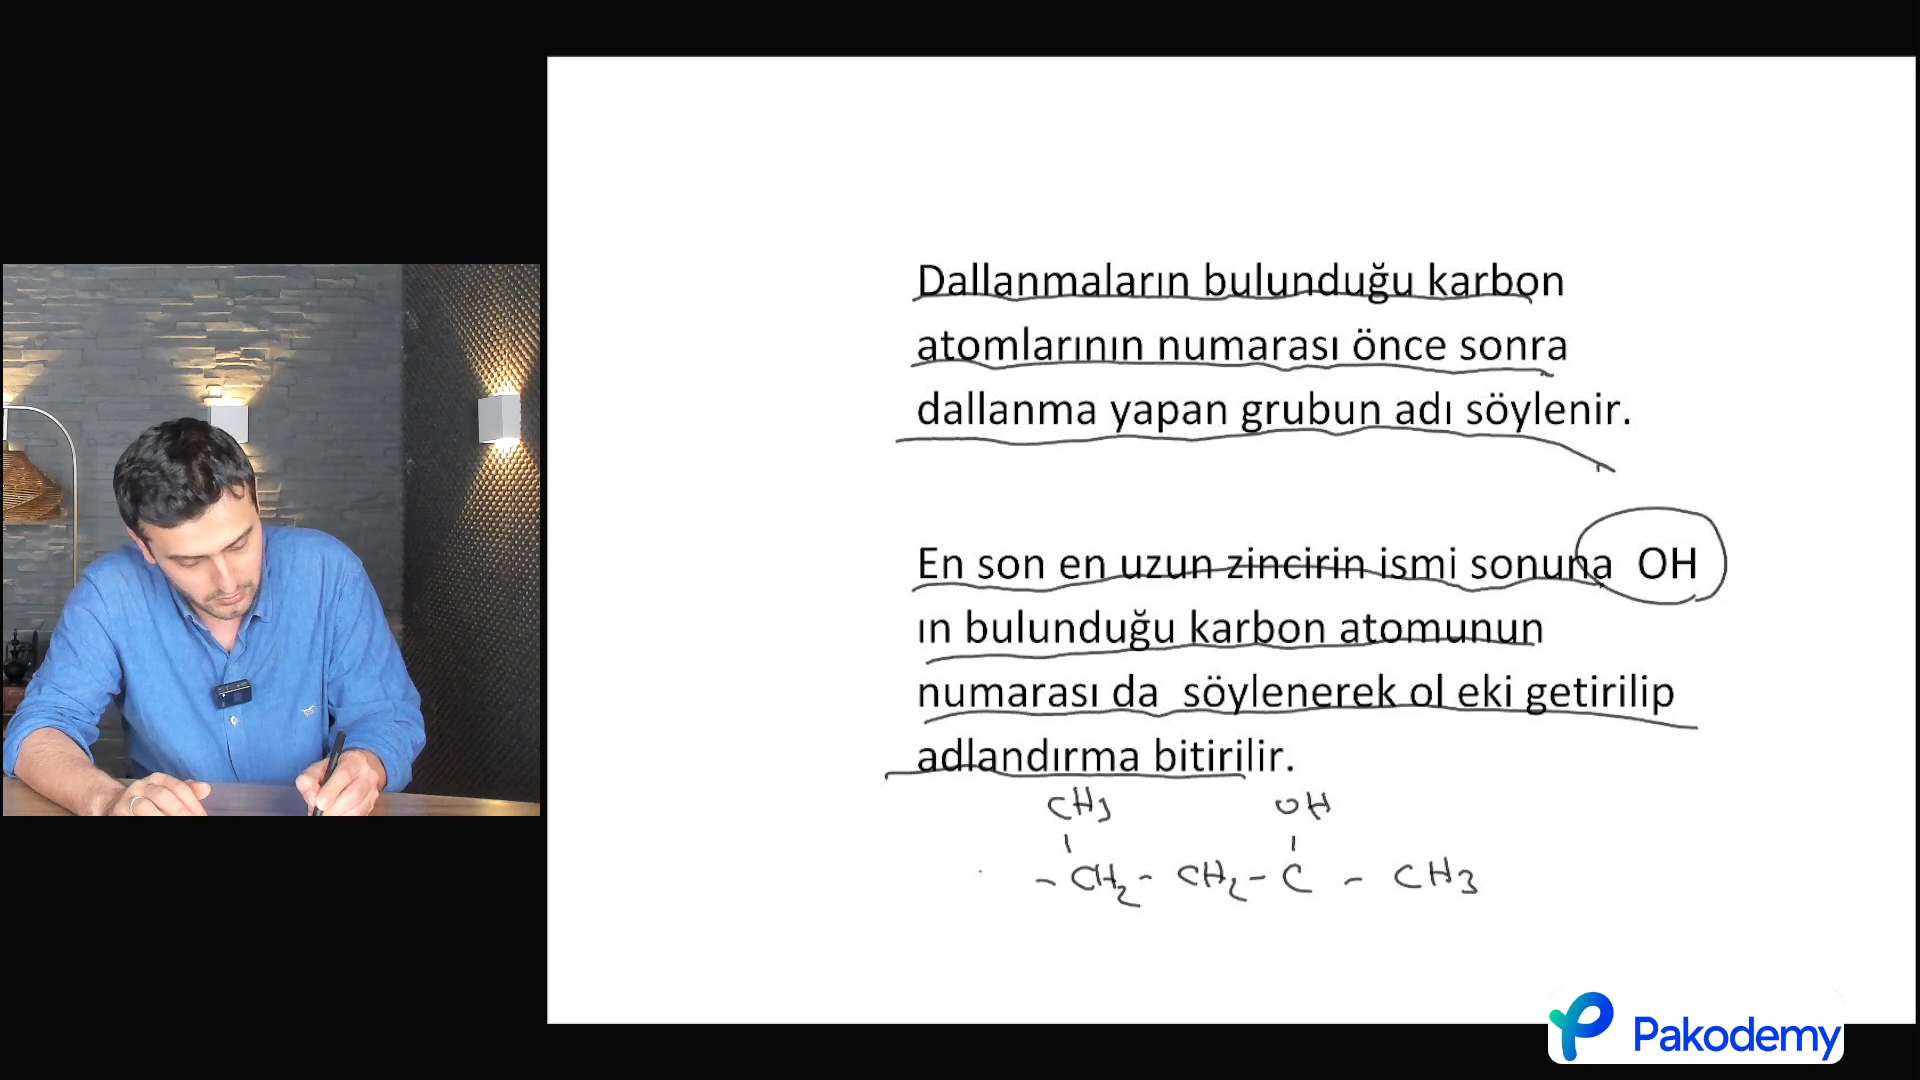 Dallanmaların bulunduğu karbon
atomlarının numarası önce sonra
dallanma yapan grubun adı söylenir.
En son en uzun zincirin ismi sonuna OH
ın bulunduğu karbon atomunun
numarası da söylenerek ol eki getirilip
adlandırma bitirilir.
CH3 OH
- CH2 - CH2 - C - CH3
Pakodemy